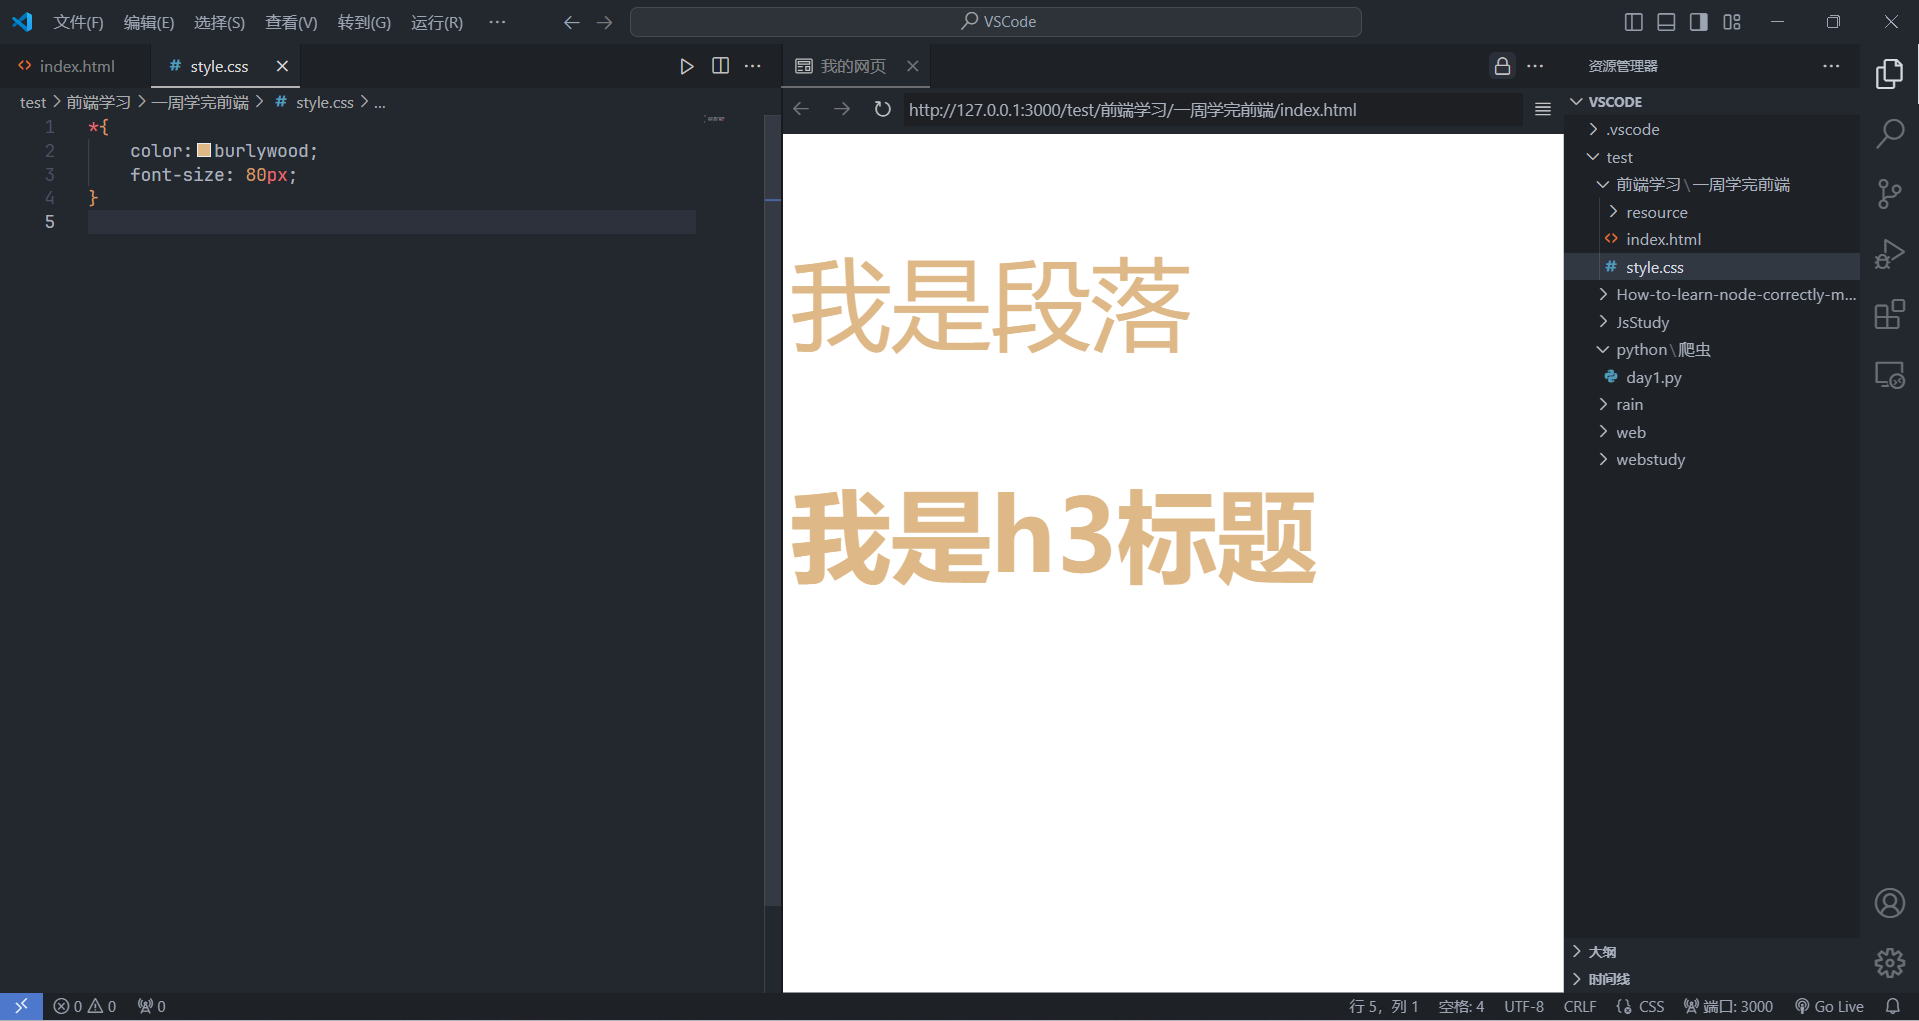 文件(F) 编辑(E) 选择(S) 查看(V) 转到(G) 运行(R) ··· VSCode
index.html # style.css
test > 前端学习 > 一周学完前端 > # style.css > ...
1 *{
2 color: burlywood;
3 font-size: 80px;
4 }
5
我的网页
http://127.0.0.1:3000/test/前端学习/一周学完前端/index.html
我是段落
我是h3标题
资源管理器
VSCODE
.vscode
test
前端学习\一周学完前端
resource
index.html
# style.css
How-to-learn-node-correctly-m...
JsStudy
python\爬虫
day1.py
rain
web
webstudy
大纲
时间线
0 0 0 行 5，列 1 空格: 4 UTF-8 CRLF CSS 端口: 3000 Go Live